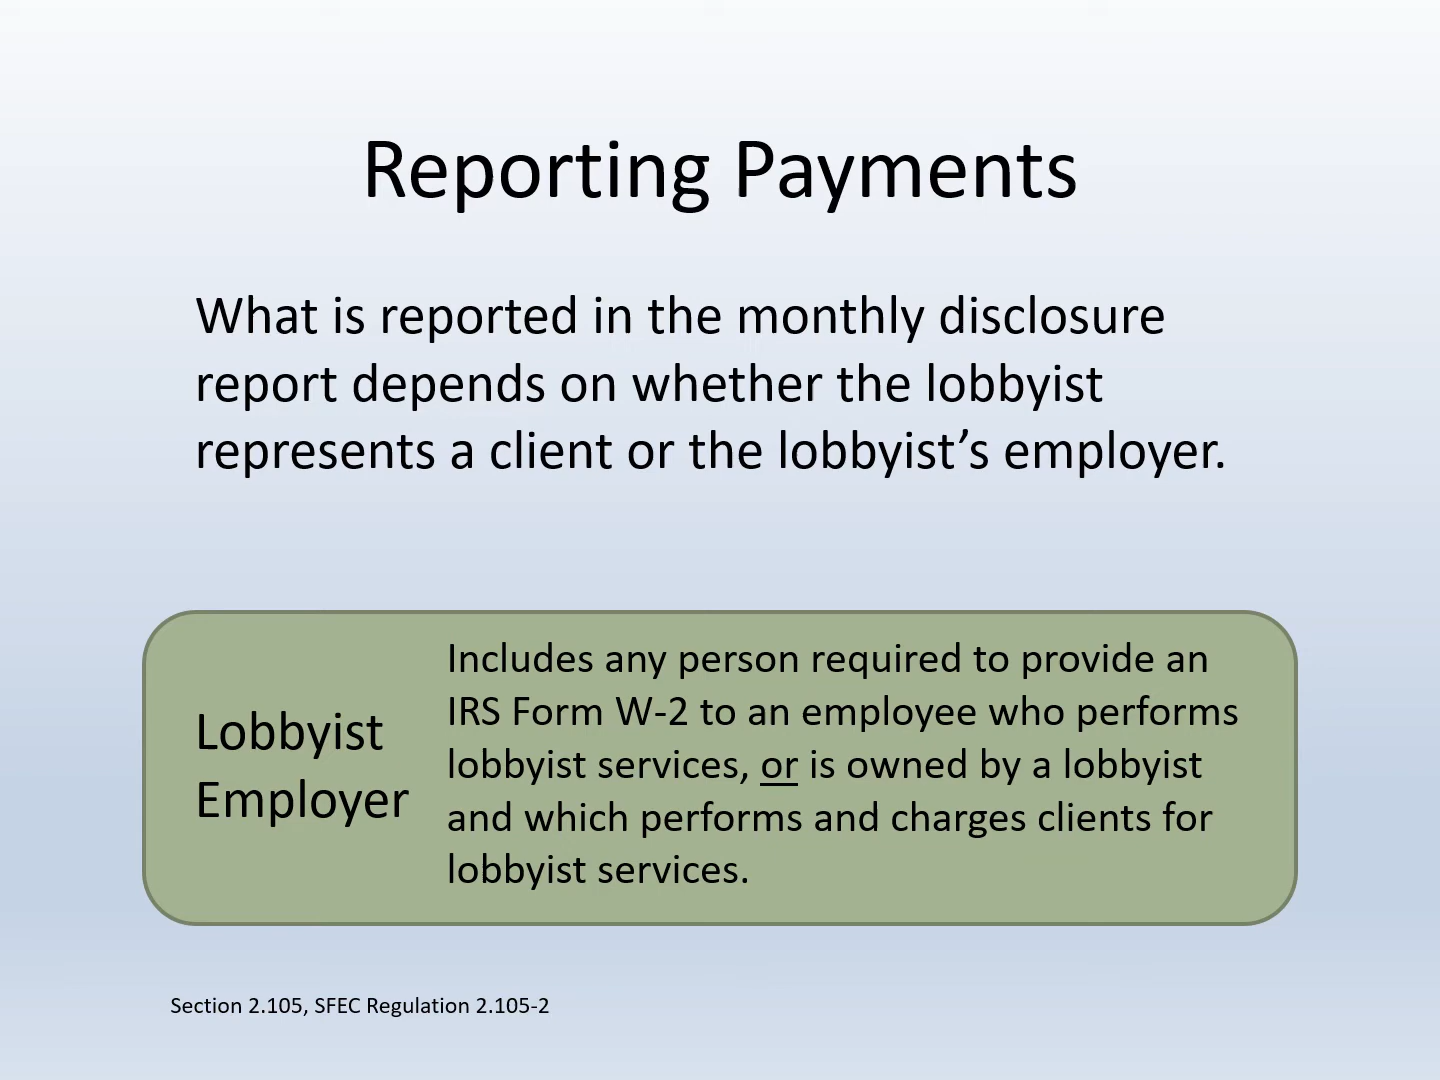 Reporting Payments
What is reported in the monthly disclosure
report depends on whether the lobbyist
represents a client or the lobbyist’s employer.
Lobbyist
Employer
Includes any person required to provide an
IRS Form W-2 to an employee who performs
lobbyist services, or is owned by a lobbyist
and which performs and charges clients for
lobbyist services.
Section 2.105, SFEC Regulation 2.105-2